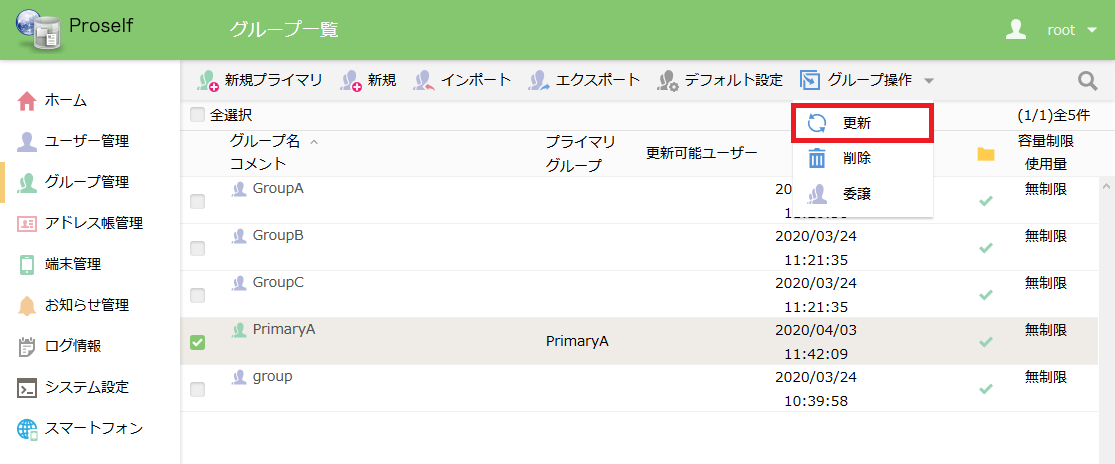 Proself
グループ一覧
root
ホーム
ユーザー管理
グループ管理
アドレス帳管理
端末管理
お知らせ管理
ログ情報
システム設定
スマートフォン
新規プライマリ
新規
インポート
エクスポート
デフォルト設定
グループ操作
更新
削除
委譲
全選択
(1/1)全5件
グループ名
コメント
プライマリ
グループ
更新可能ユーザー
容量制限
使用量
GroupA
無制限
GroupB
2020/03/24
11:21:35
無制限
GroupC
2020/03/24
11:21:35
無制限
PrimaryA
PrimaryA
2020/04/03
11:42:09
無制限
group
2020/03/24
10:39:58
無制限